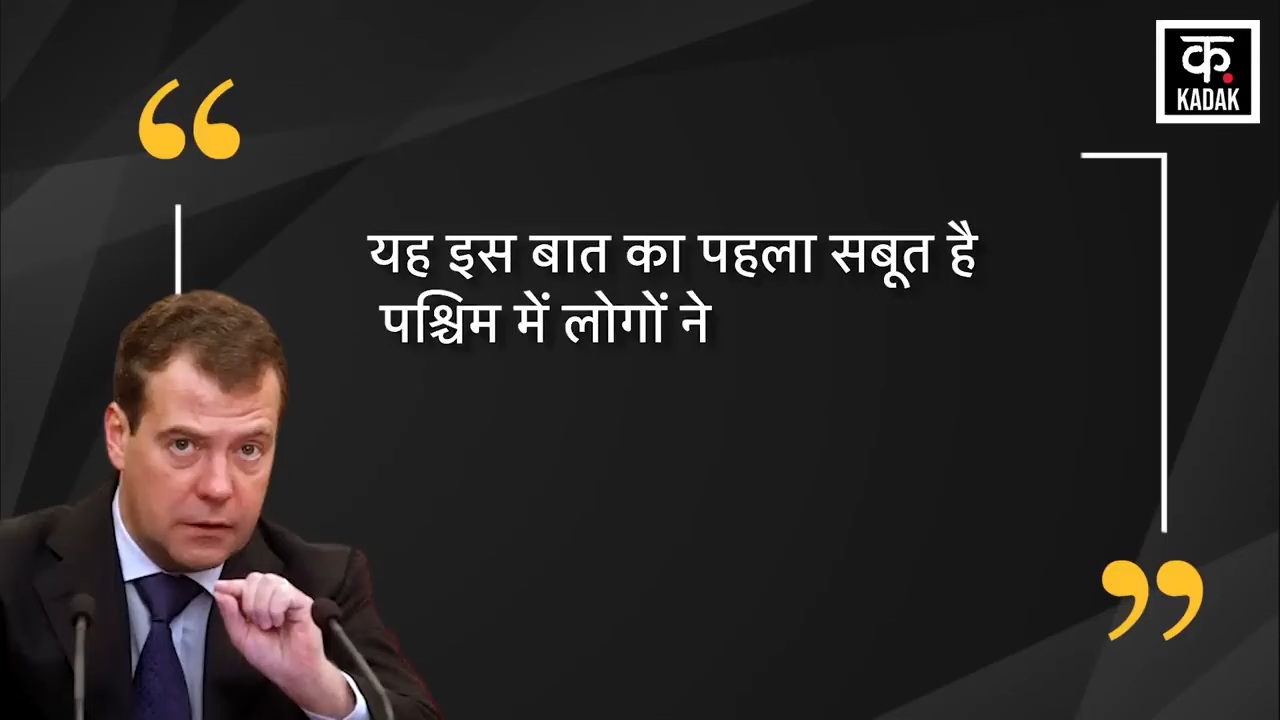 क.
KADAK
यह इस बात का पहला सबूत है
पश्चिम में लोगों ने